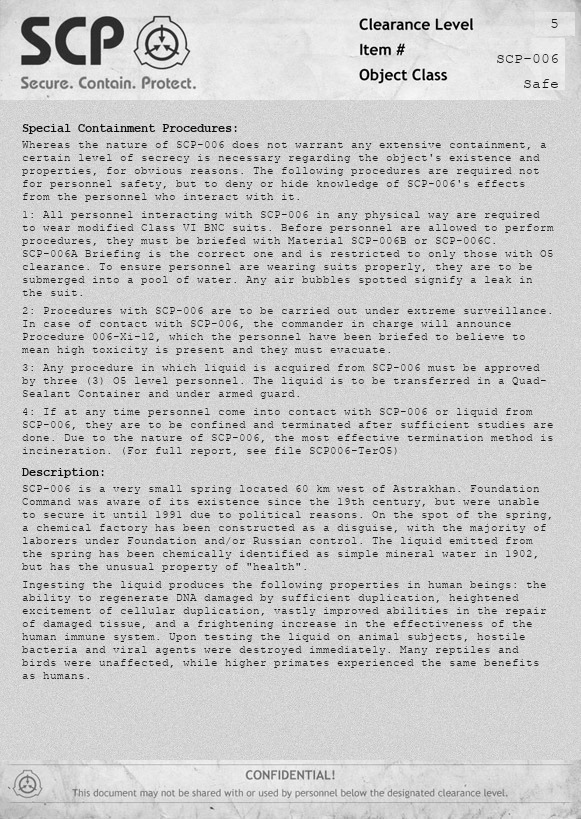 SCP
Secure. Contain. Protect.
Clearance Level 5
Item # SCP-006
Object Class Safe
Special Containment Procedures:
Whereas the nature of SCP-006 does not warrant any extensive containment, a
certain level of secrecy is necessary regarding the object's existence and
properties, for obvious reasons. The following procedures are required not
for personnel safety, but to deny or hide knowledge of SCP-006's effects
from the personnel who interact with it.
1: All personnel interacting with SCP-006 in any physical way are required
to wear modified Class VI BNC suits. Before personnel are allowed to perform
procedures, they must be briefed with Material SCP-006B or SCP-006C.
SCP-006A Briefing is the correct one and is restricted to only those with O5
clearance. To ensure personnel are wearing suits properly, they are to be
submerged into a pool of water. Any air bubbles spotted signify a leak in
the suit.
2: Procedures with SCP-006 are to be carried out under extreme surveillance.
In case of contact with SCP-006, the commander in charge will announce
Procedure 006-Xi-12, which the personnel have been briefed to believe to
mean high toxicity is present and they must evacuate.
3: Any procedure in which liquid is acquired from SCP-006 must be approved
by three (3) O5 level personnel. The liquid is to be transferred in a Quad-
Sealant Container and under armed guard.
4: If at any time personnel come into contact with SCP-006 or liquid from
SCP-006, they are to be confined and terminated after sufficient studies are
done. Due to the nature of SCP-006, the most effective termination method is
incineration. (For full report, see file SCP006-TerO5)
Description:
SCP-006 is a very small spring located 60 km west of Astrakhan. Foundation
Command was aware of its existence since the 19th century, but were unable
to secure it until 1991 due to political reasons. On the spot of the spring,
a chemical factory has been constructed as a disguise, with the majority of
laborers under Foundation and/or Russian control. The liquid emitted from
the spring has been chemically identified as simple mineral water in 1902,
but has the unusual property of "health".
Ingesting the liquid produces the following properties in human beings: the
ability to regenerate DNA damaged by sufficient duplication, heightened
excitement of cellular duplication, vastly improved abilities in the repair
of damaged tissue, and a frightening increase in the effectiveness of the
human immune system. Upon testing the liquid on animal subjects, hostile
bacteria and viral agents were destroyed immediately. Many reptiles and
birds were unaffected, while higher primates experienced the same benefits
as humans.
CONFIDENTIAL!
This document may not be shared with or used by personnel below the designated clearance level.